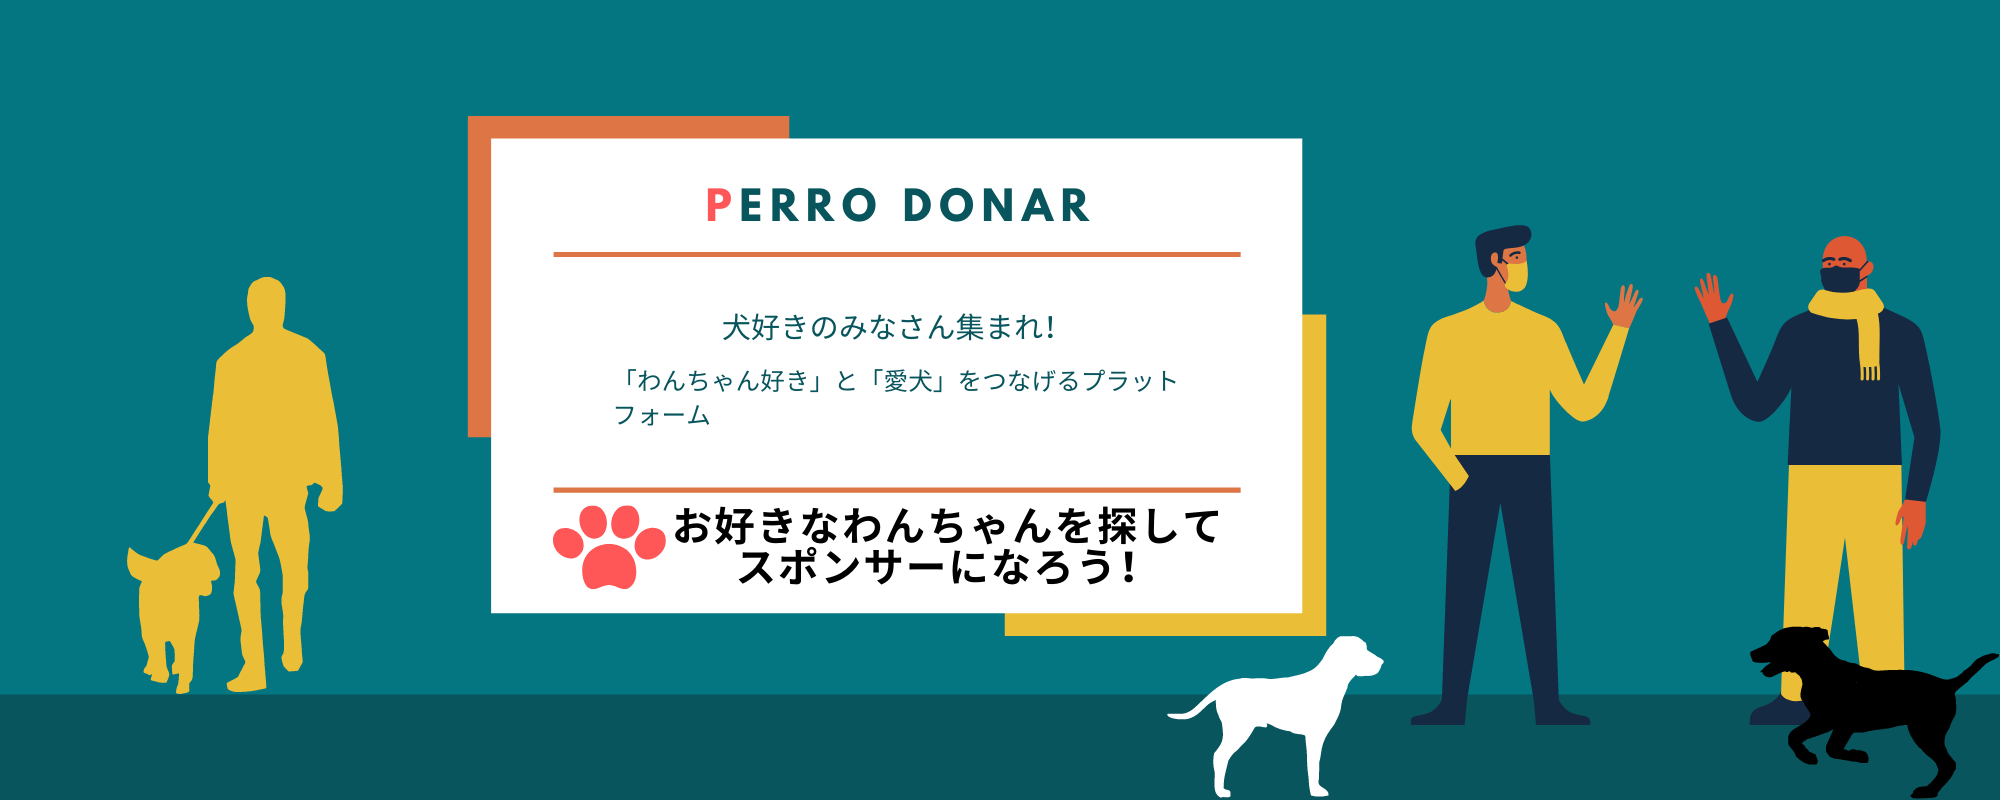 PERRO DONAR
犬好きのみなさん集まれ！
「わんちゃん好き」と「愛犬」をつなげるプラット
フォーム
お好きなわんちゃんを探して
スポンサーになろう！